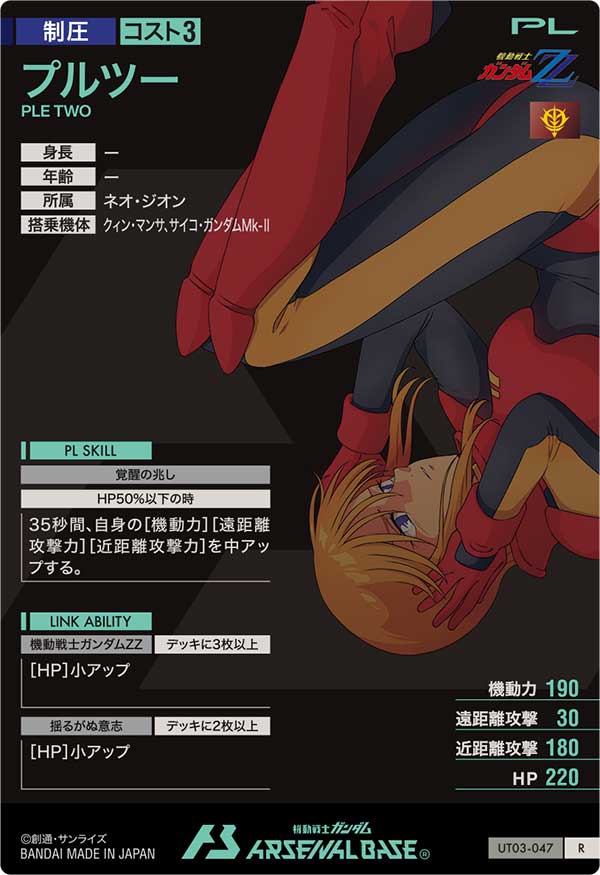 制圧 コスト3
PL
プルツー
PLE TWO
機動戦士
ガンダムZZ
身長 ー
年齢 ー
所属 ネオ・ジオン
搭乗機体 クィン・マンサ、サイコ・ガンダムMk-II
PL SKILL
覚醒の兆し
HP50%以下の時
35秒間、自身の[機動力][遠距離
攻撃力][近距離攻撃力]を中アッ
プする。
LINK ABILITY
機動戦士ガンダムZZ デッキに3枚以上
[HP]小アップ
揺るがぬ意志 デッキに2枚以上
[HP]小アップ
機動力 190
遠距離攻撃 30
近距離攻撃 180
HP 220
©創通・サンライズ
BANDAI MADE IN JAPAN
機動戦士ガンダム
AB ARSENAL BASE®
UT03-047 R